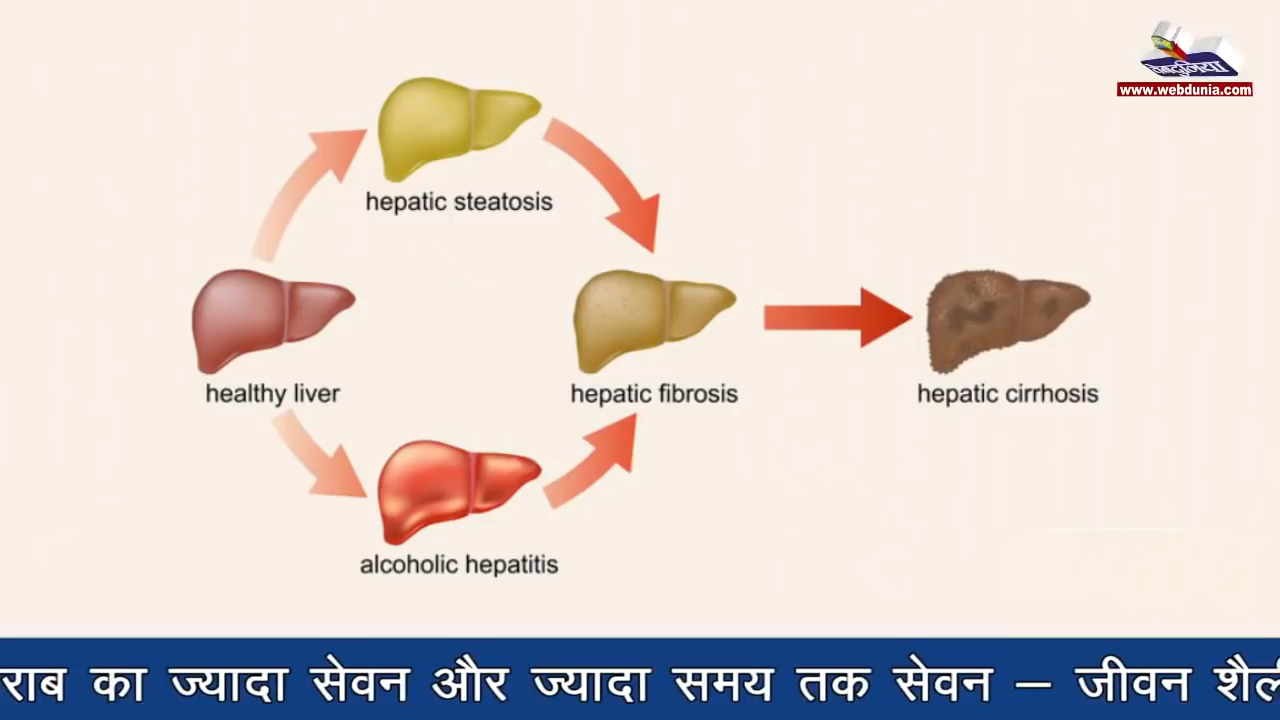 वेबदुनिया
www.webdunia.com
hepatic steatosis
healthy liver
hepatic fibrosis
hepatic cirrhosis
alcoholic hepatitis
राब का ज्यादा सेवन और ज्यादा समय तक सेवन – जीवन